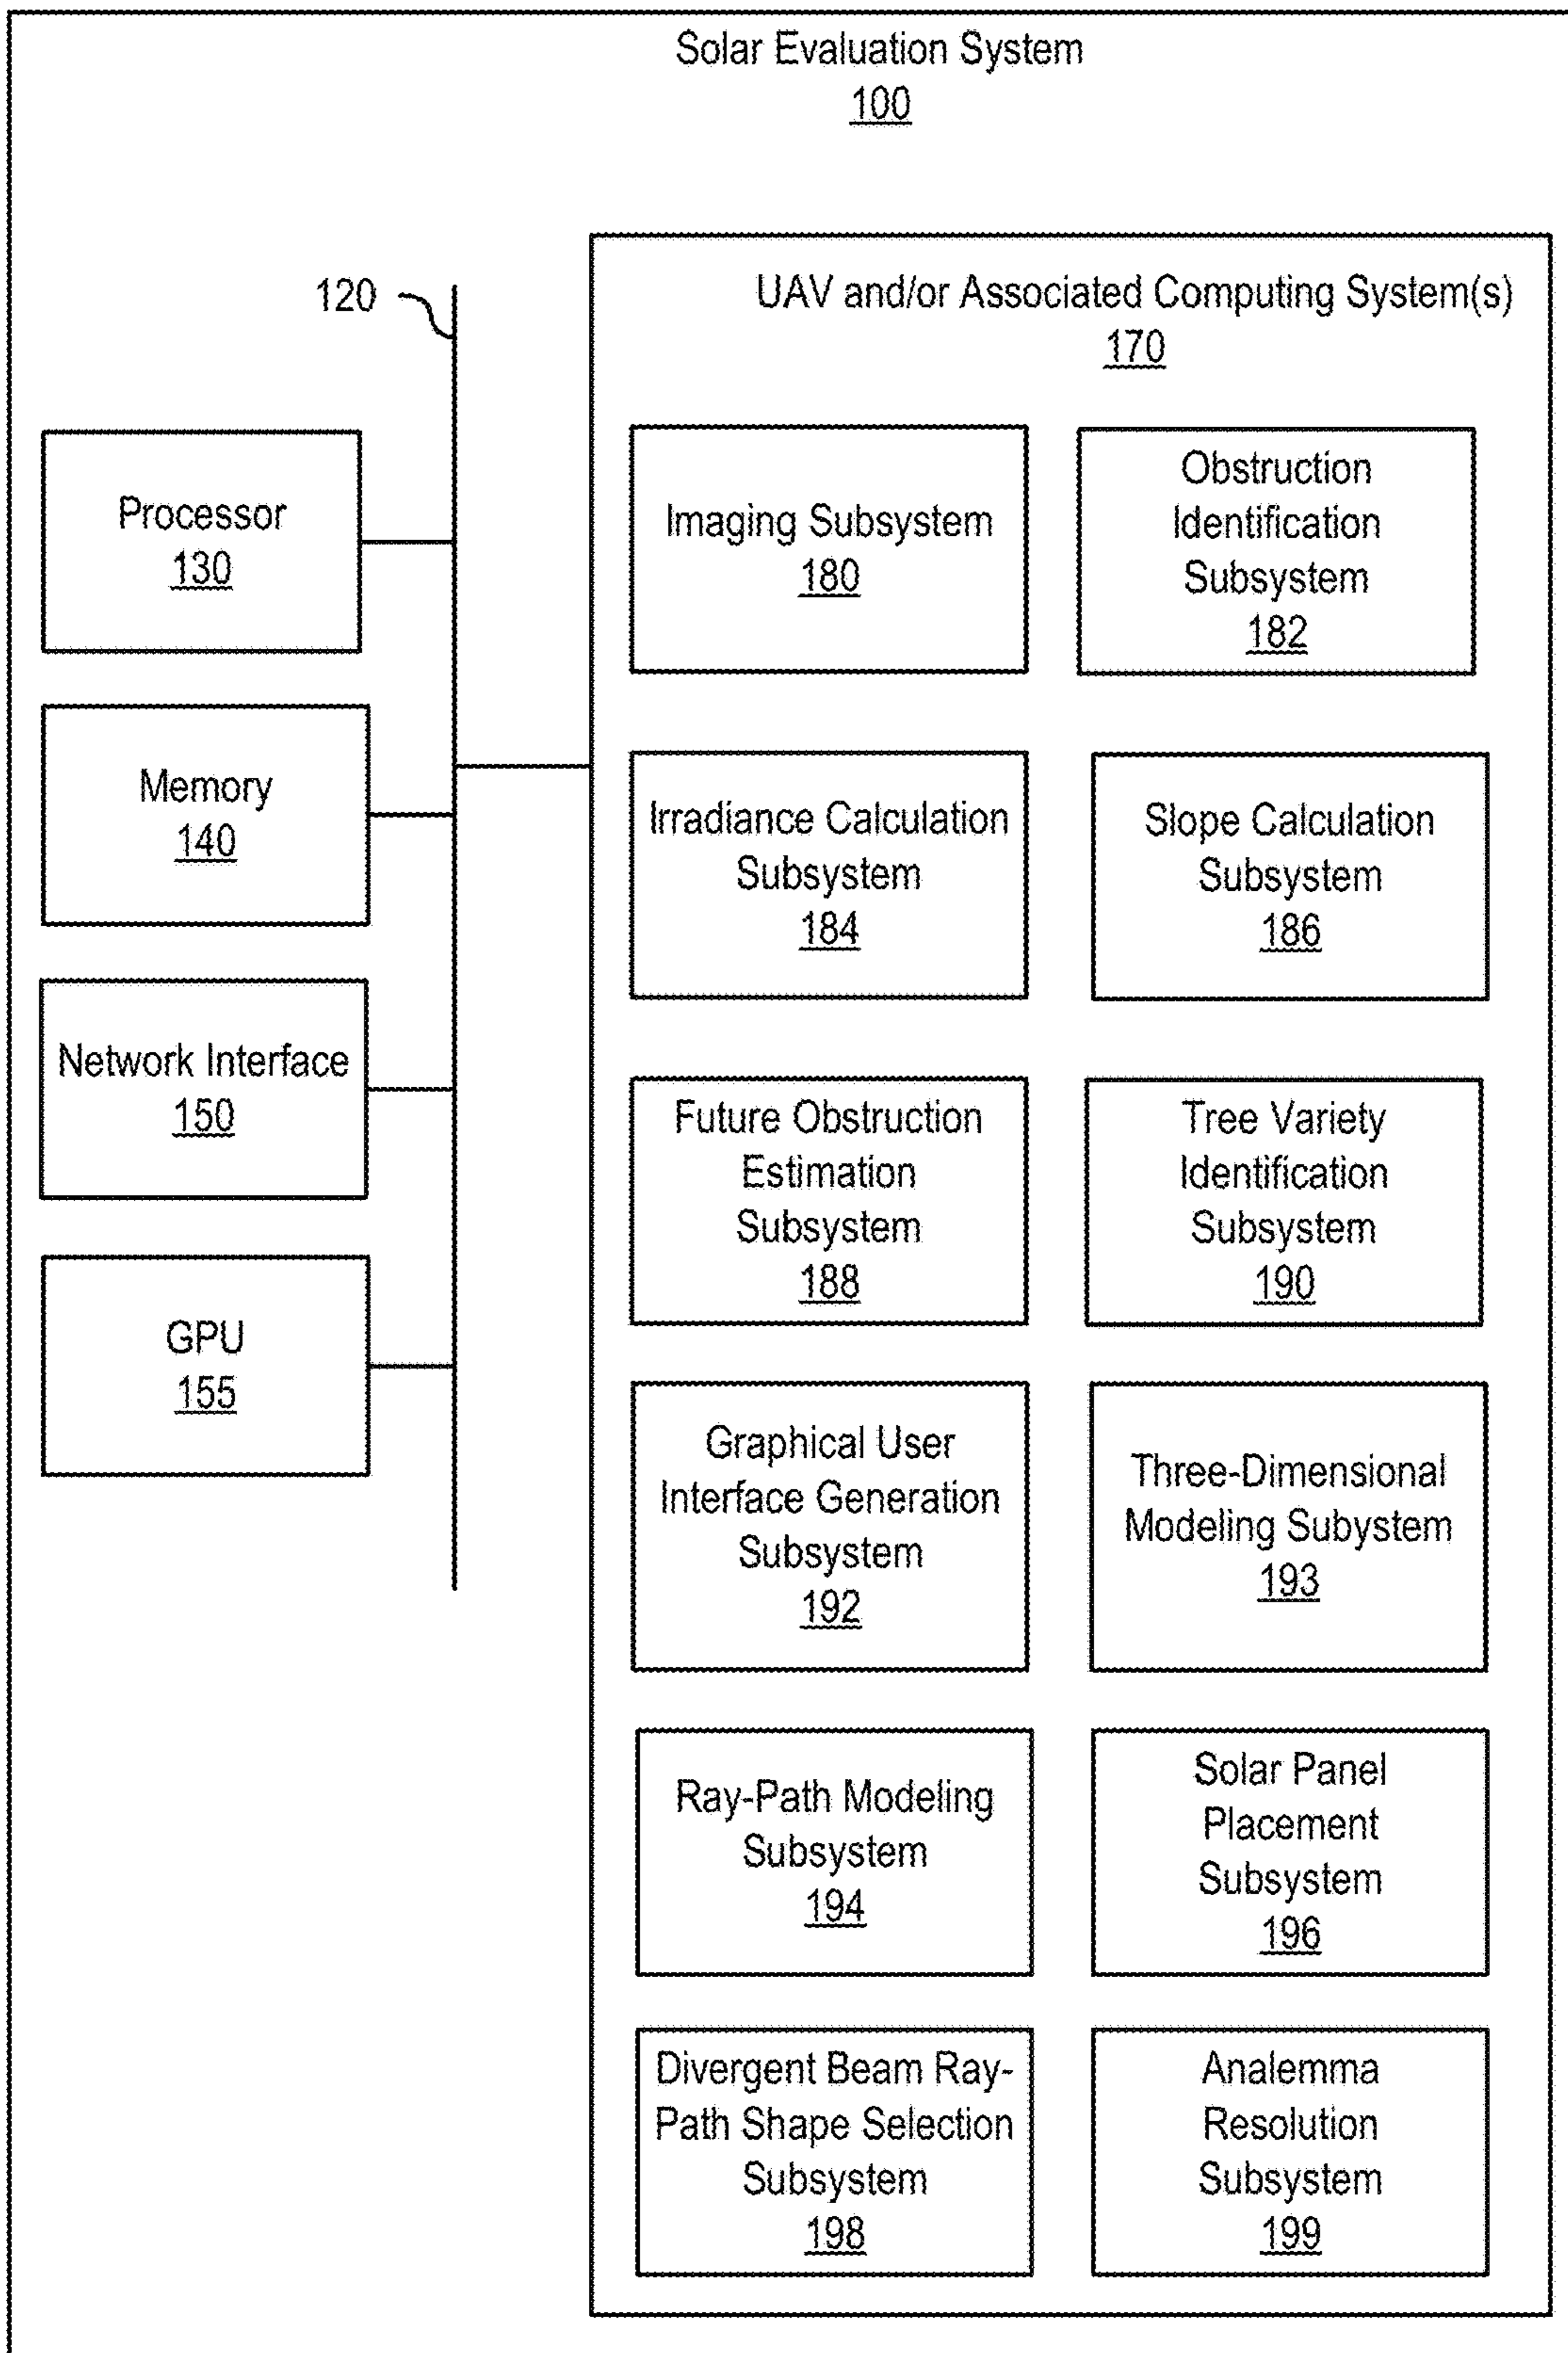 Solar Evaluation System
100
120
UAV and/or Associated Computing System(s)
170
Processor
130
Memory
140
Network Interface
150
GPU
155
Imaging Subsystem
180
Obstruction
Identification
Subsystem
182
Irradiance Calculation
Subsystem
184
Slope Calculation
Subsystem
186
Future Obstruction
Estimation
Subsystem
188
Tree Variety
Identification
Subsystem
190
Graphical User
Interface Generation
Subsystem
192
Three-Dimensional
Modeling Subystem
193
Ray-Path Modeling
Subsystem
194
Solar Panel
Placement
Subsystem
196
Divergent Beam Ray-
Path Shape Selection
Subsystem
198
Analemma
Resolution
Subsystem
199